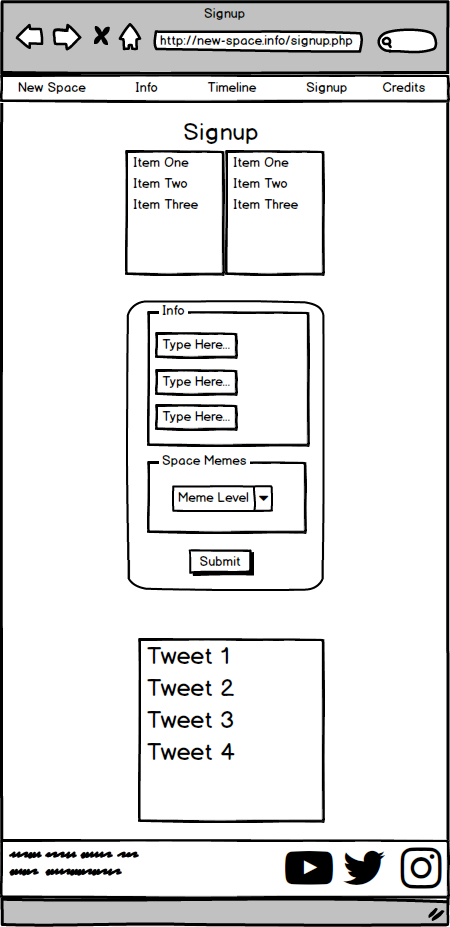 Signup
http://new-space.info/signup.php
New Space Info Timeline Signup Credits
Signup
Item One
Item Two
Item Three
Item One
Item Two
Item Three
Info
Type Here...
Type Here...
Type Here...
Space Memes
Meme Level
Submit
Tweet 1
Tweet 2
Tweet 3
Tweet 4